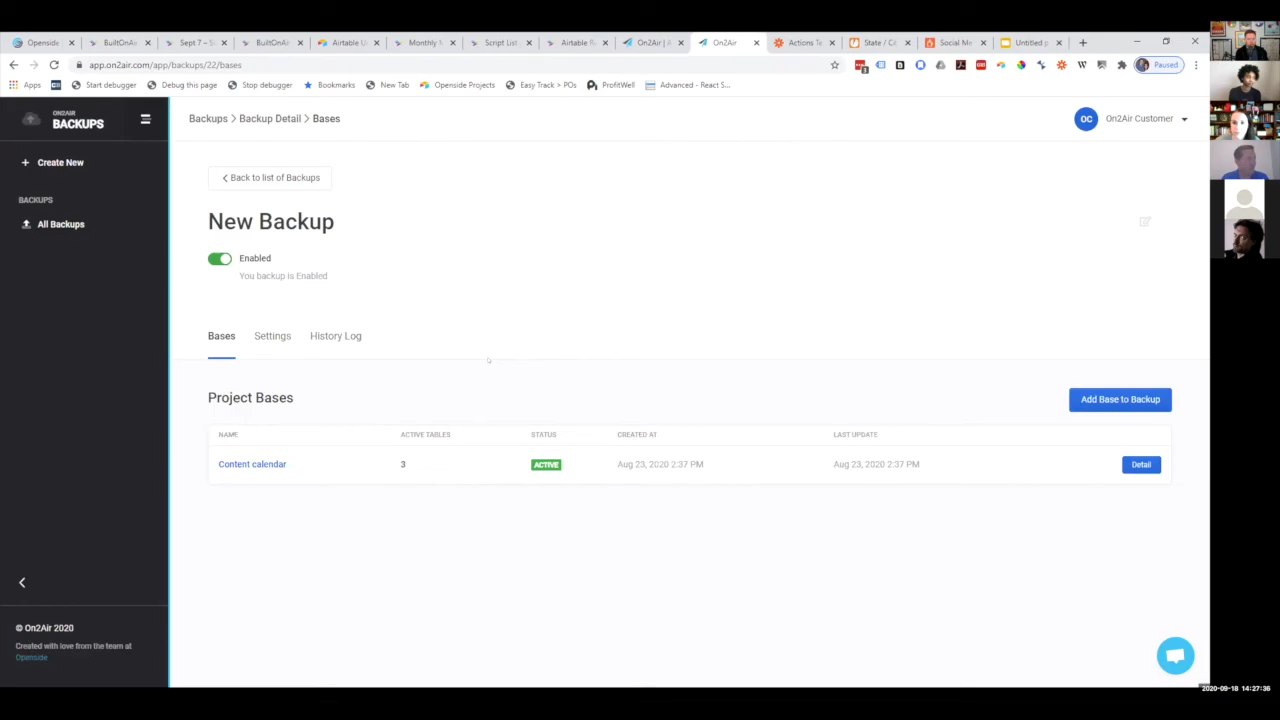 Openside
BuiltOnAir
Sept 7 – S
BuiltOnAir
Airtable U
Monthly M
Script List
Airtable B
On2Air | A
On2Air
Actions Te
State / Cit
Social Me
Untitled p
app.on2air.com/app/backups/22/bases
Paused
Apps
Start debugger
Debug this page
Stop debugger
Bookmarks
New Tab
Openside Projects
Easy Track > POs
ProfitWell
Advanced - React S...
ON2AIR
BACKUPS
Backups > Backup Detail > Bases
OC
On2Air Customer
Create New
Back to list of Backups
BACKUPS
All Backups
New Backup
Enabled
You backup is Enabled
Bases
Settings
History Log
Project Bases
Add Base to Backup
NAME
ACTIVE TABLES
STATUS
CREATED AT
LAST UPDATE
Content calendar
3
ACTIVE
Aug 23, 2020 2:37 PM
Aug 23, 2020 2:37 PM
Detail
© On2Air 2020
Created with love from the team at
Openside
2020-09-18 14:27:36